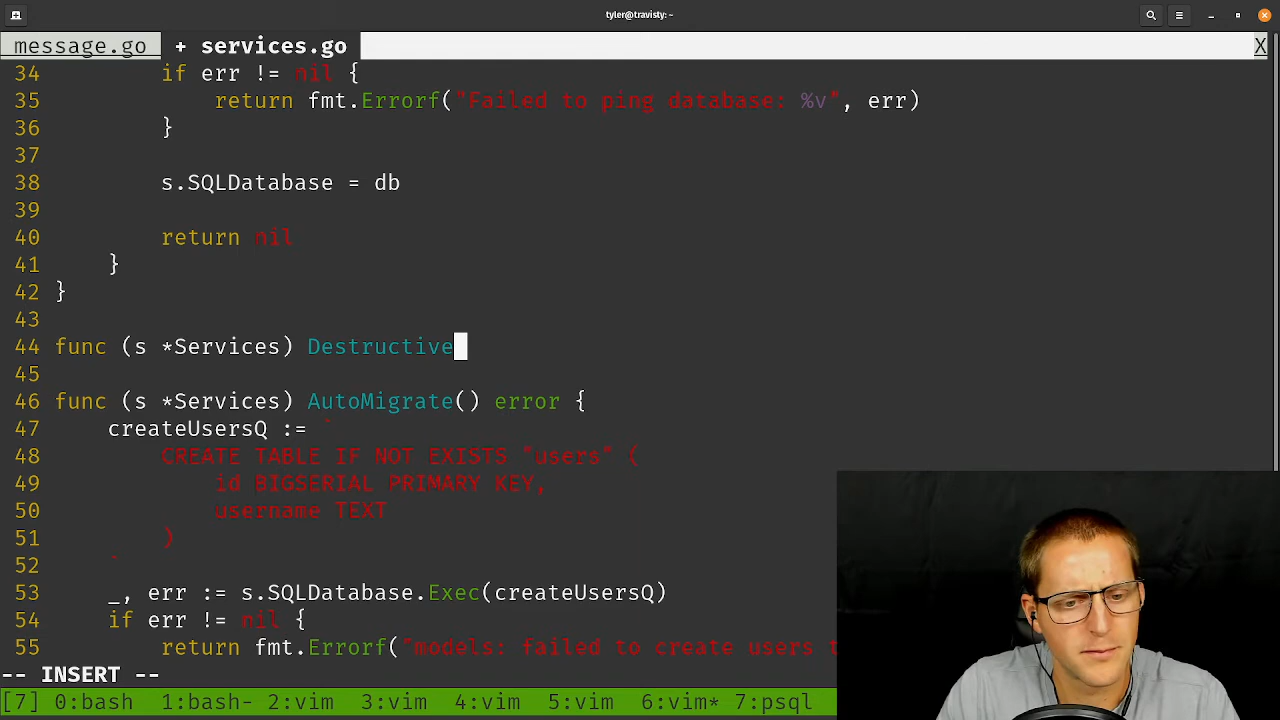 tyler@travisty: ~
message.go + services.go X
34 if err != nil {
35 return fmt.Errorf("Failed to ping database: %v", err)
36 }
37
38 s.SQLDatabase = db
39
40 return nil
41 }
42 }
43
44 func (s *Services) Destructive
45
46 func (s *Services) AutoMigrate() error {
47 createUsersQ := `
48 CREATE TABLE IF NOT EXISTS "users" (
49 id BIGSERIAL PRIMARY KEY,
50 username TEXT
51 )
52 `
53 _, err := s.SQLDatabase.Exec(createUsersQ)
54 if err != nil {
55 return fmt.Errorf("models: failed to create users t
-- INSERT --
[7] 0:bash 1:bash- 2:vim 3:vim 4:vim 5:vim 6:vim* 7:psql